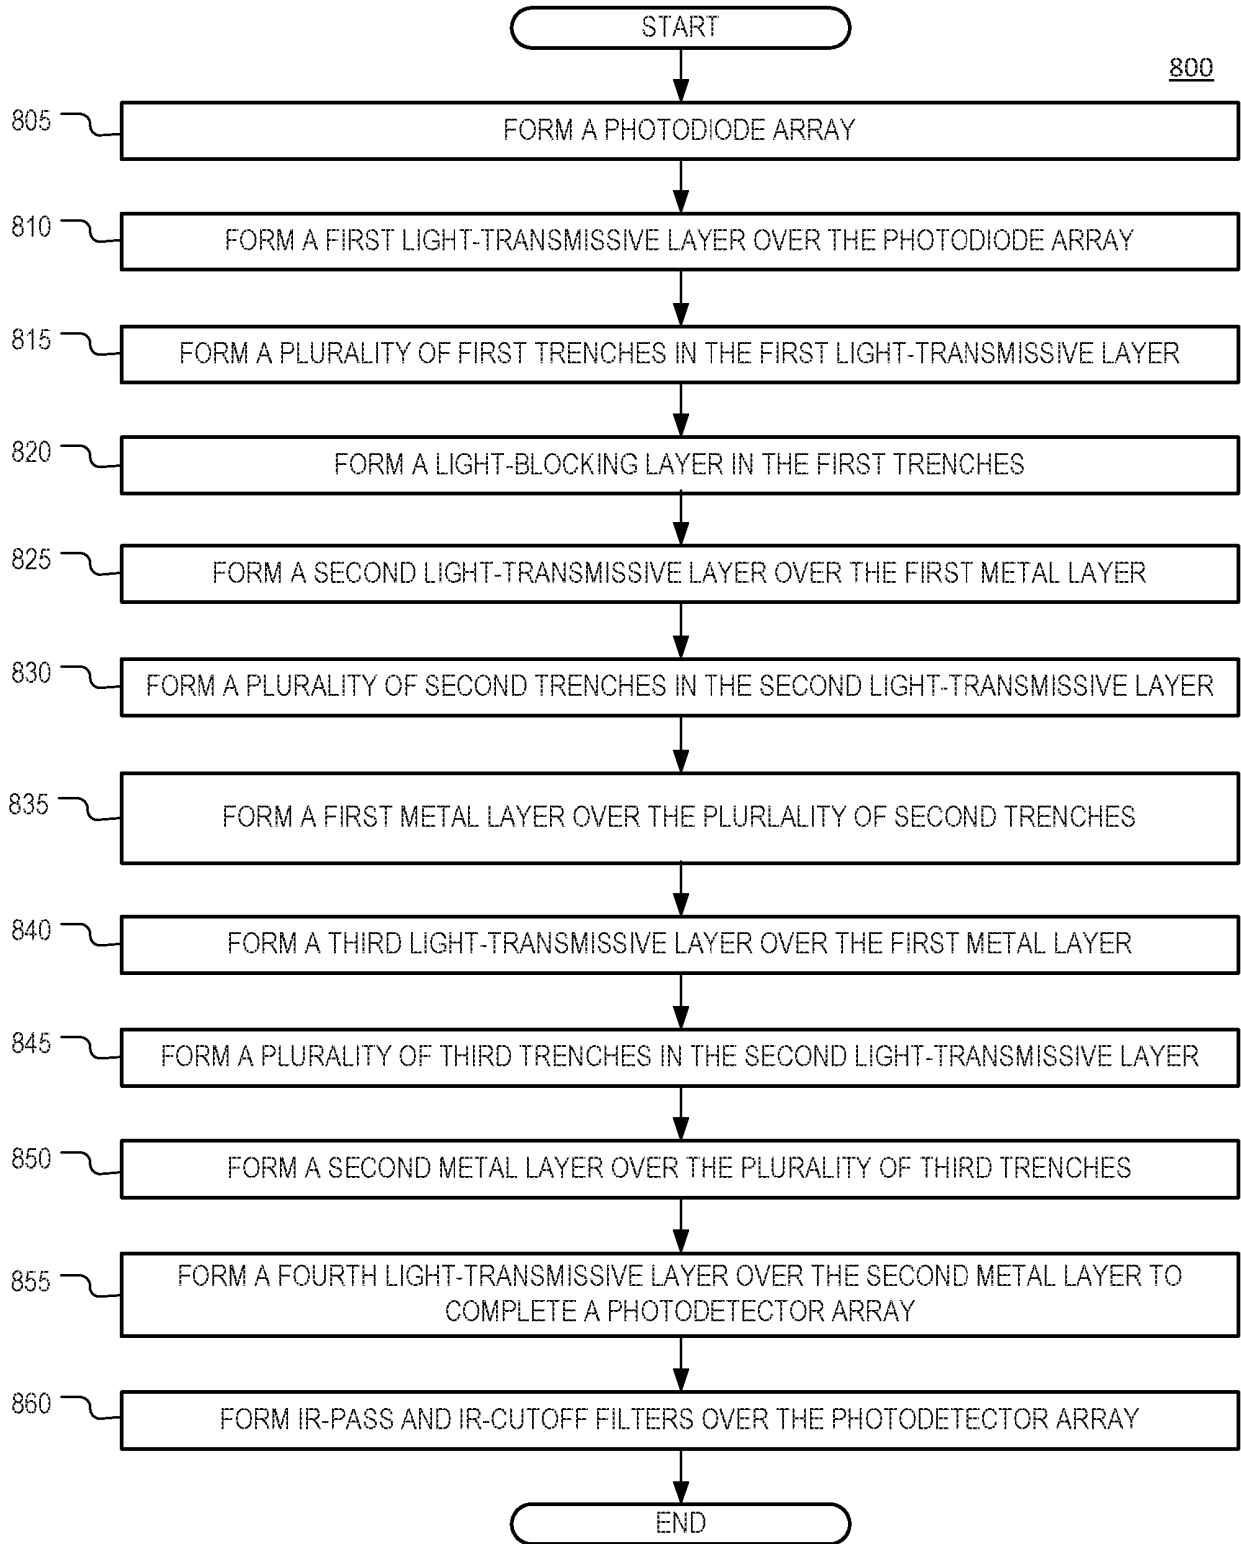 START
800
805
FORM A PHOTODIODE ARRAY
810
FORM A FIRST LIGHT-TRANSMISSIVE LAYER OVER THE PHOTODIODE ARRAY
815
FORM A PLURALITY OF FIRST TRENCHES IN THE FIRST LIGHT-TRANSMISSIVE LAYER
820
FORM A LIGHT-BLOCKING LAYER IN THE FIRST TRENCHES
825
FORM A SECOND LIGHT-TRANSMISSIVE LAYER OVER THE FIRST METAL LAYER
830
FORM A PLURALITY OF SECOND TRENCHES IN THE SECOND LIGHT-TRANSMISSIVE LAYER
835
FORM A FIRST METAL LAYER OVER THE PLURLALITY OF SECOND TRENCHES
840
FORM A THIRD LIGHT-TRANSMISSIVE LAYER OVER THE FIRST METAL LAYER
845
FORM A PLURALITY OF THIRD TRENCHES IN THE SECOND LIGHT-TRANSMISSIVE LAYER
850
FORM A SECOND METAL LAYER OVER THE PLURALITY OF THIRD TRENCHES
855
FORM A FOURTH LIGHT-TRANSMISSIVE LAYER OVER THE SECOND METAL LAYER TO
COMPLETE A PHOTODETECTOR ARRAY
860
FORM IR-PASS AND IR-CUTOFF FILTERS OVER THE PHOTODETECTOR ARRAY
END